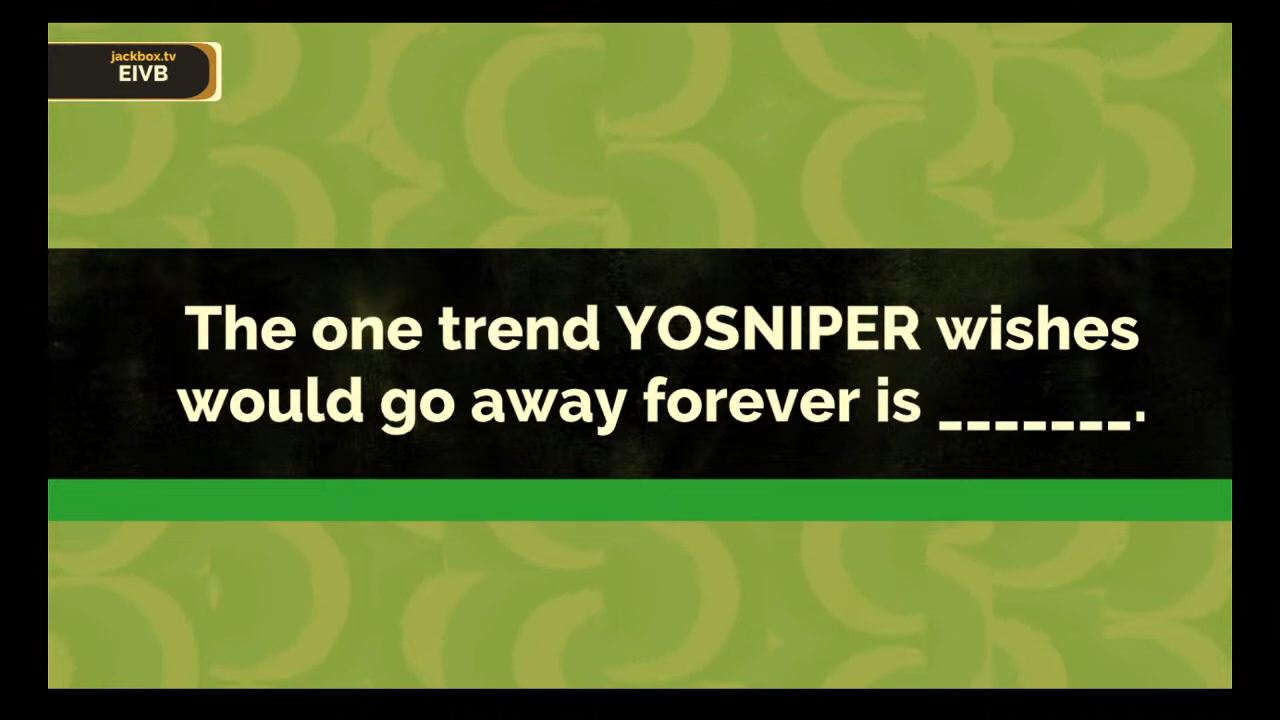 jackbox.tv
EIVB
The one trend YOSNIPER wishes
would go away forever is _______.